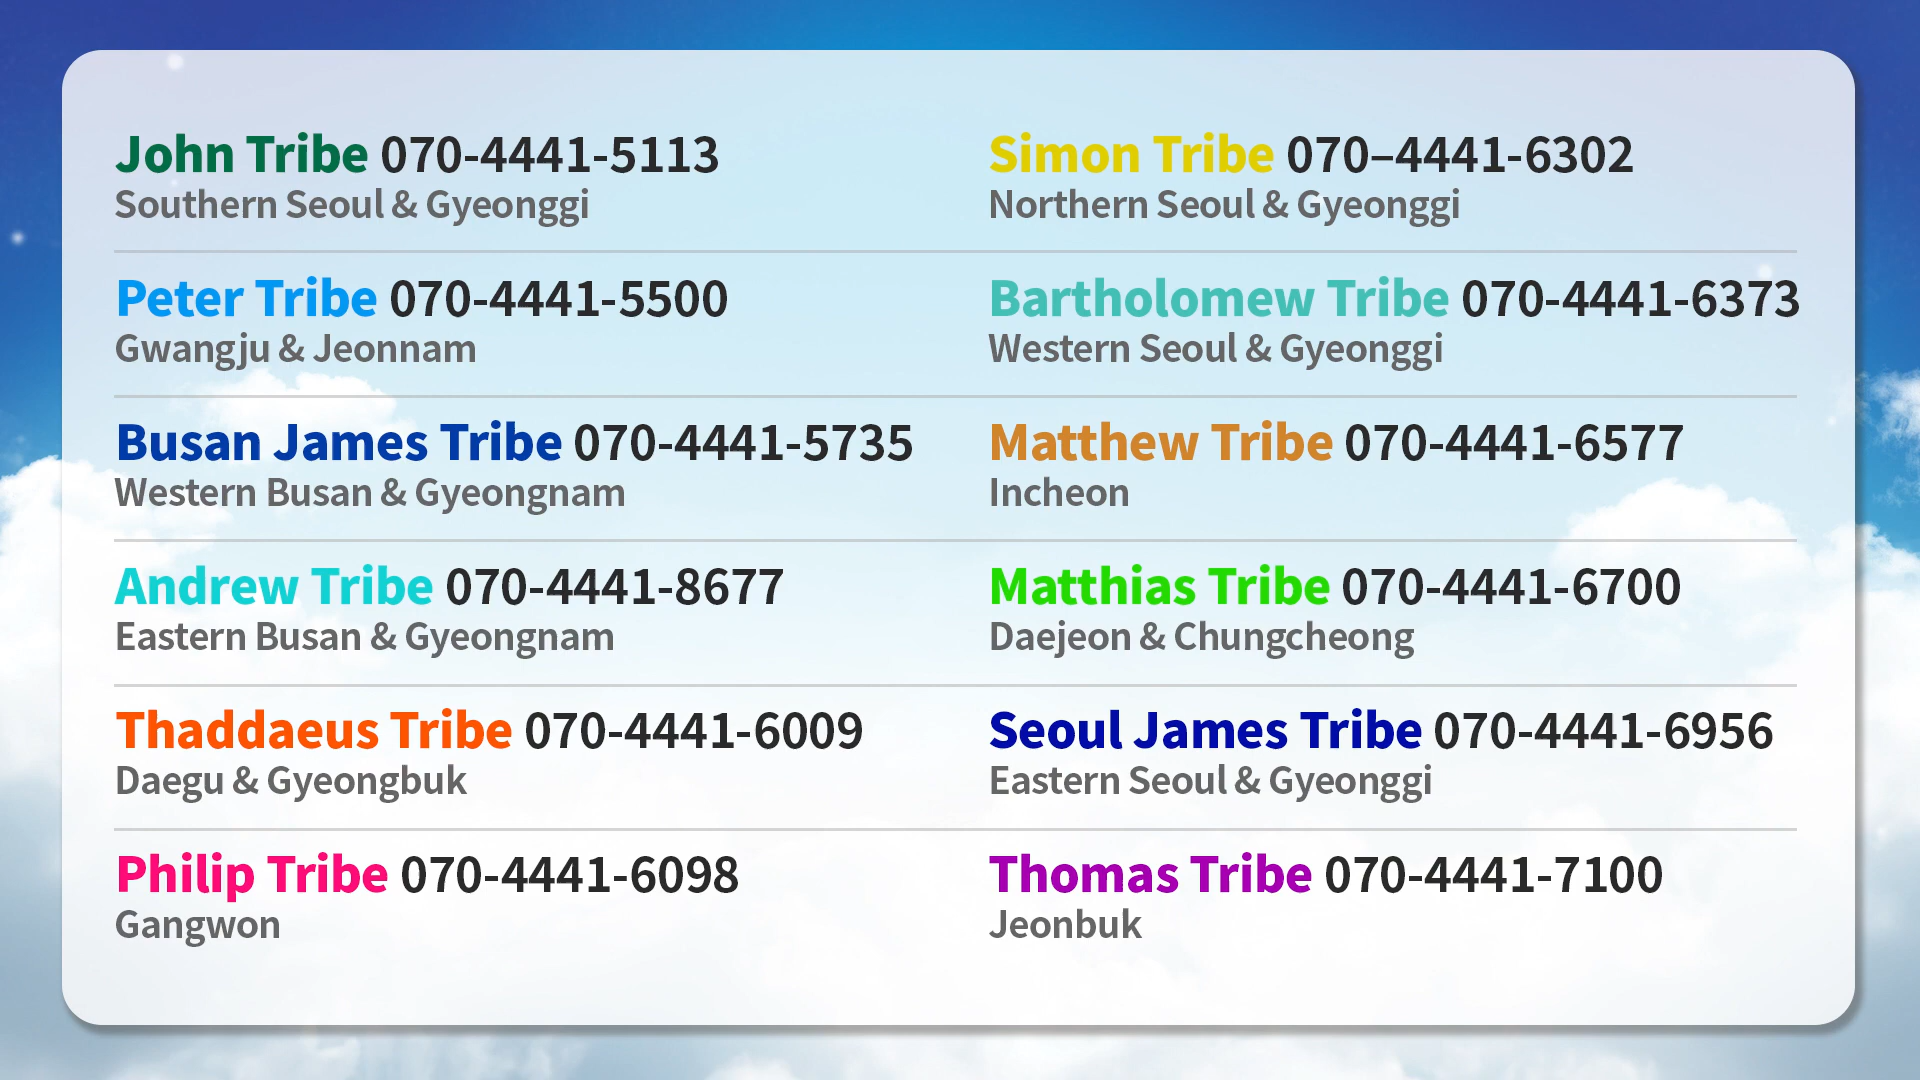 John Tribe 070-4441-5113
Southern Seoul & Gyeonggi
Peter Tribe 070-4441-5500
Gwangju & Jeonnam
Busan James Tribe 070-4441-5735
Western Busan & Gyeongnam
Andrew Tribe 070-4441-8677
Eastern Busan & Gyeongnam
Thaddaeus Tribe 070-4441-6009
Daegu & Gyeongbuk
Philip Tribe 070-4441-6098
Gangwon
Simon Tribe 070–4441-6302
Northern Seoul & Gyeonggi
Bartholomew Tribe 070-4441-6373
Western Seoul & Gyeonggi
Matthew Tribe 070-4441-6577
Incheon
Matthias Tribe 070-4441-6700
Daejeon & Chungcheong
Seoul James Tribe 070-4441-6956
Eastern Seoul & Gyeonggi
Thomas Tribe 070-4441-7100
Jeonbuk